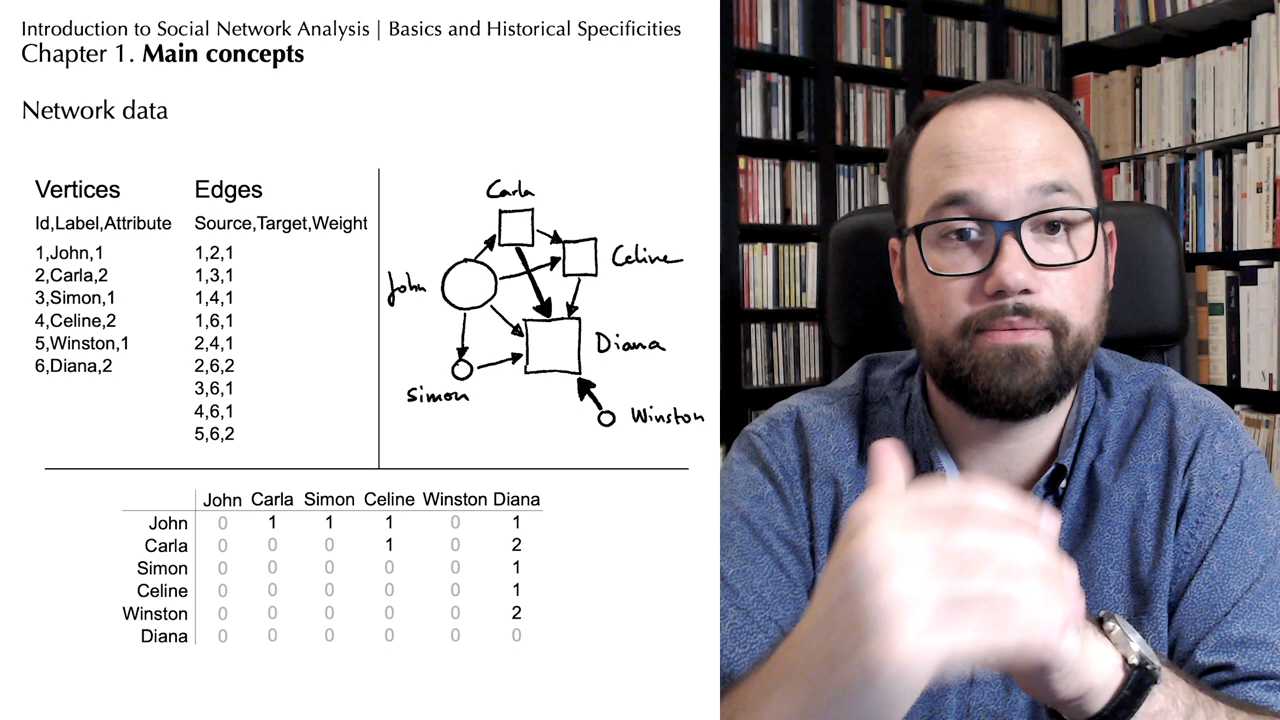 Introduction to Social Network Analysis | Basics and Historical Specificities
Chapter 1. Main concepts
Network data
Vertices
Id,Label,Attribute
1,John,1
2,Carla,2
3,Simon,1
4,Celine,2
5,Winston,1
6,Diana,2
Edges
Source,Target,Weight
1,2,1
1,3,1
1,4,1
1,6,1
2,4,1
2,6,2
3,6,1
4,6,1
5,6,2
Carla
Celine
John
Diana
Simon
Winston
John Carla Simon Celine Winston Diana
John 0 1 1 1 0 1
Carla 0 0 0 1 0 2
Simon 0 0 0 0 0 1
Celine 0 0 0 0 0 1
Winston 0 0 0 0 0 2
Diana 0 0 0 0 0 0